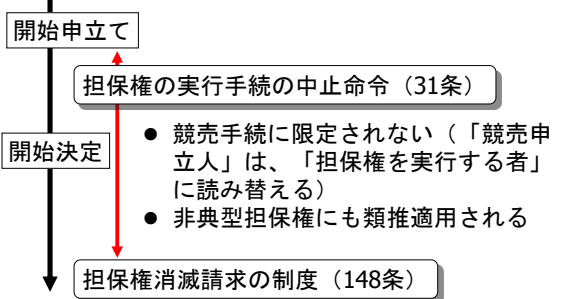 開始申立て
担保権の実行手続の中止命令（31条）
● 競売手続に限定されない（「競売申
立人」は、「担保権を実行する者」
に読み替える）
開始決定
● 非典型担保権にも類推適用される
担保権消滅請求の制度（148条）